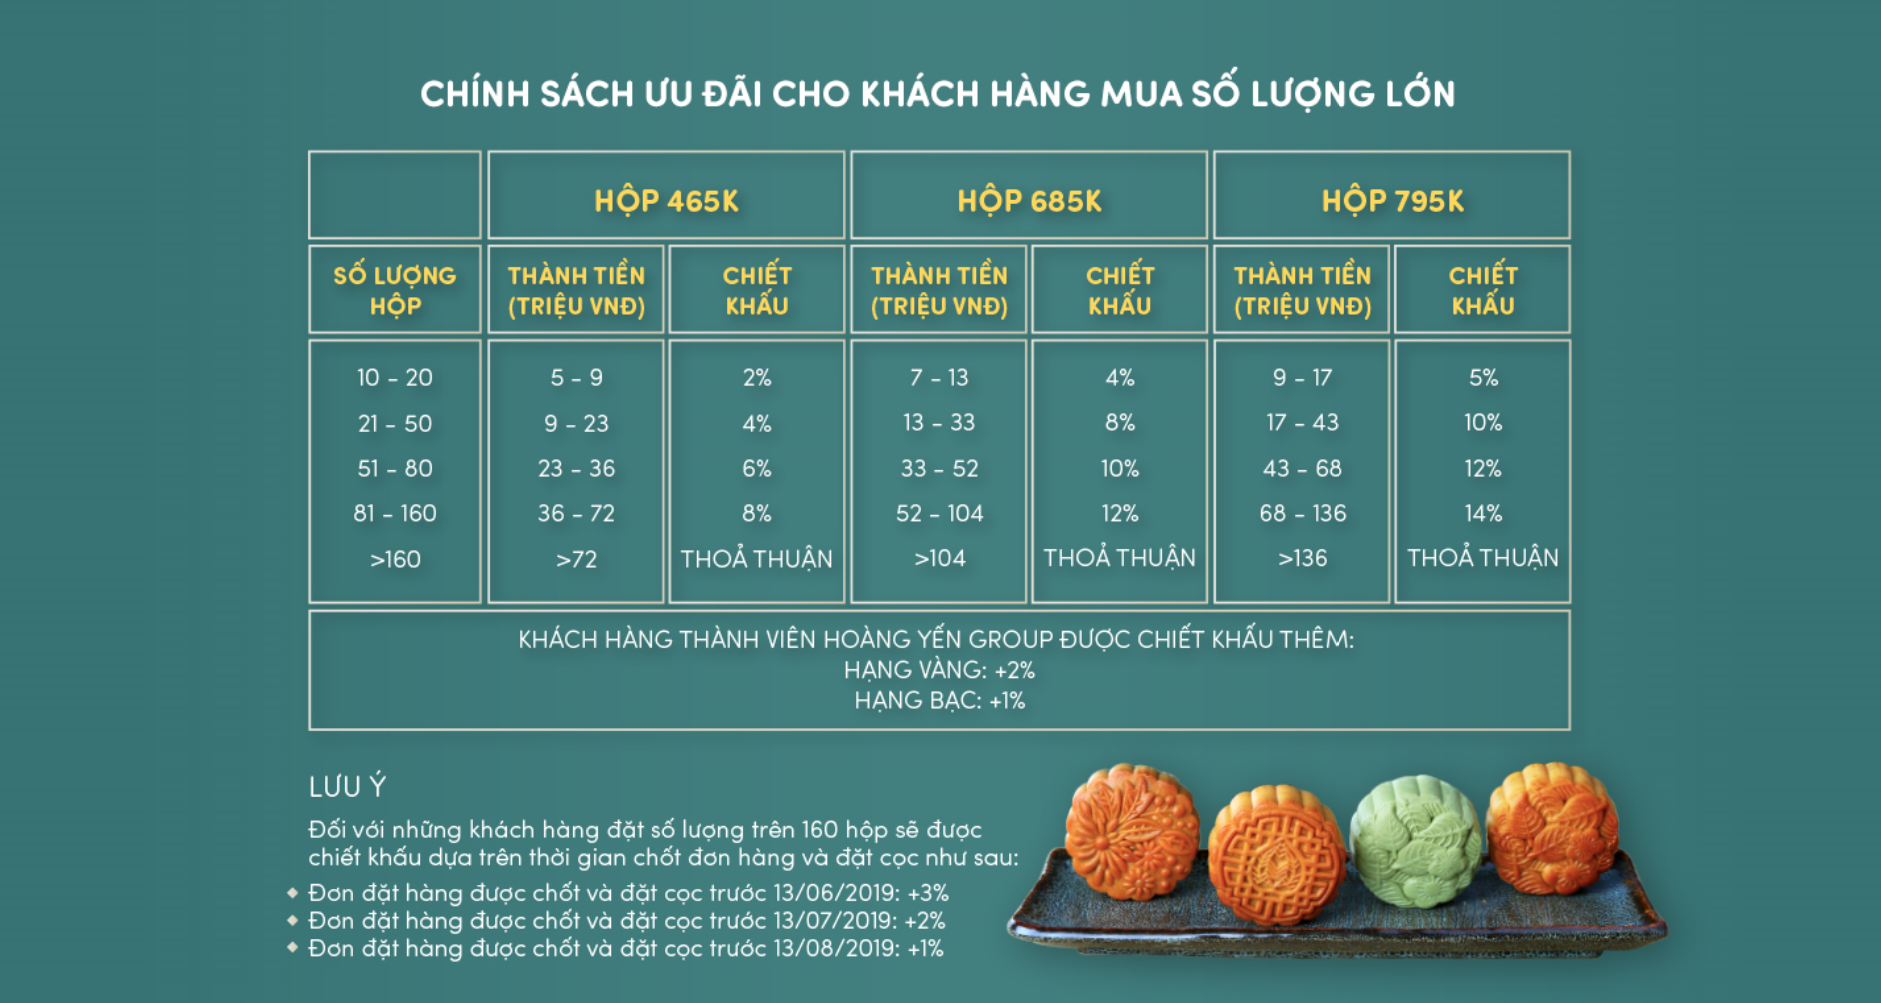 CHÍNH SÁCH ƯU ĐÃI CHO KHÁCH HÀNG MUA SỐ LƯỢNG LỚN
HỘP 465K HỘP 685K HỘP 795K
SỐ LƯỢNG THÀNH TIỀN CHIẾT THÀNH TIỀN CHIẾT THÀNH TIỀN CHIẾT
HỘP (TRIỆU VNĐ) KHẤU (TRIỆU VNĐ) KHẤU (TRIỆU VNĐ) KHẤU
10 - 20 5 - 9 2% 7 - 13 4% 9 - 17 5%
21 - 50 9 - 23 4% 13 - 33 8% 17 - 43 10%
51 - 80 23 - 36 6% 33 - 52 10% 43 - 68 12%
81 - 160 36 - 72 8% 52 - 104 12% 68 - 136 14%
>160 >72 THOẢ THUẬN >104 THOẢ THUẬN >136 THOẢ THUẬN
KHÁCH HÀNG THÀNH VIÊN HOÀNG YẾN GROUP ĐƯỢC CHIẾT KHẤU THÊM:
HẠNG VÀNG: +2%
HẠNG BẠC: +1%
LƯU Ý
Đối với những khách hàng đặt số lượng trên 160 hộp sẽ được
chiết khấu dựa trên thời gian chốt đơn hàng và đặt cọc như sau:
◆ Đơn đặt hàng được chốt và đặt cọc trước 13/06/2019: +3%
◆ Đơn đặt hàng được chốt và đặt cọc trước 13/07/2019: +2%
◆ Đơn đặt hàng được chốt và đặt cọc trước 13/08/2019: +1%